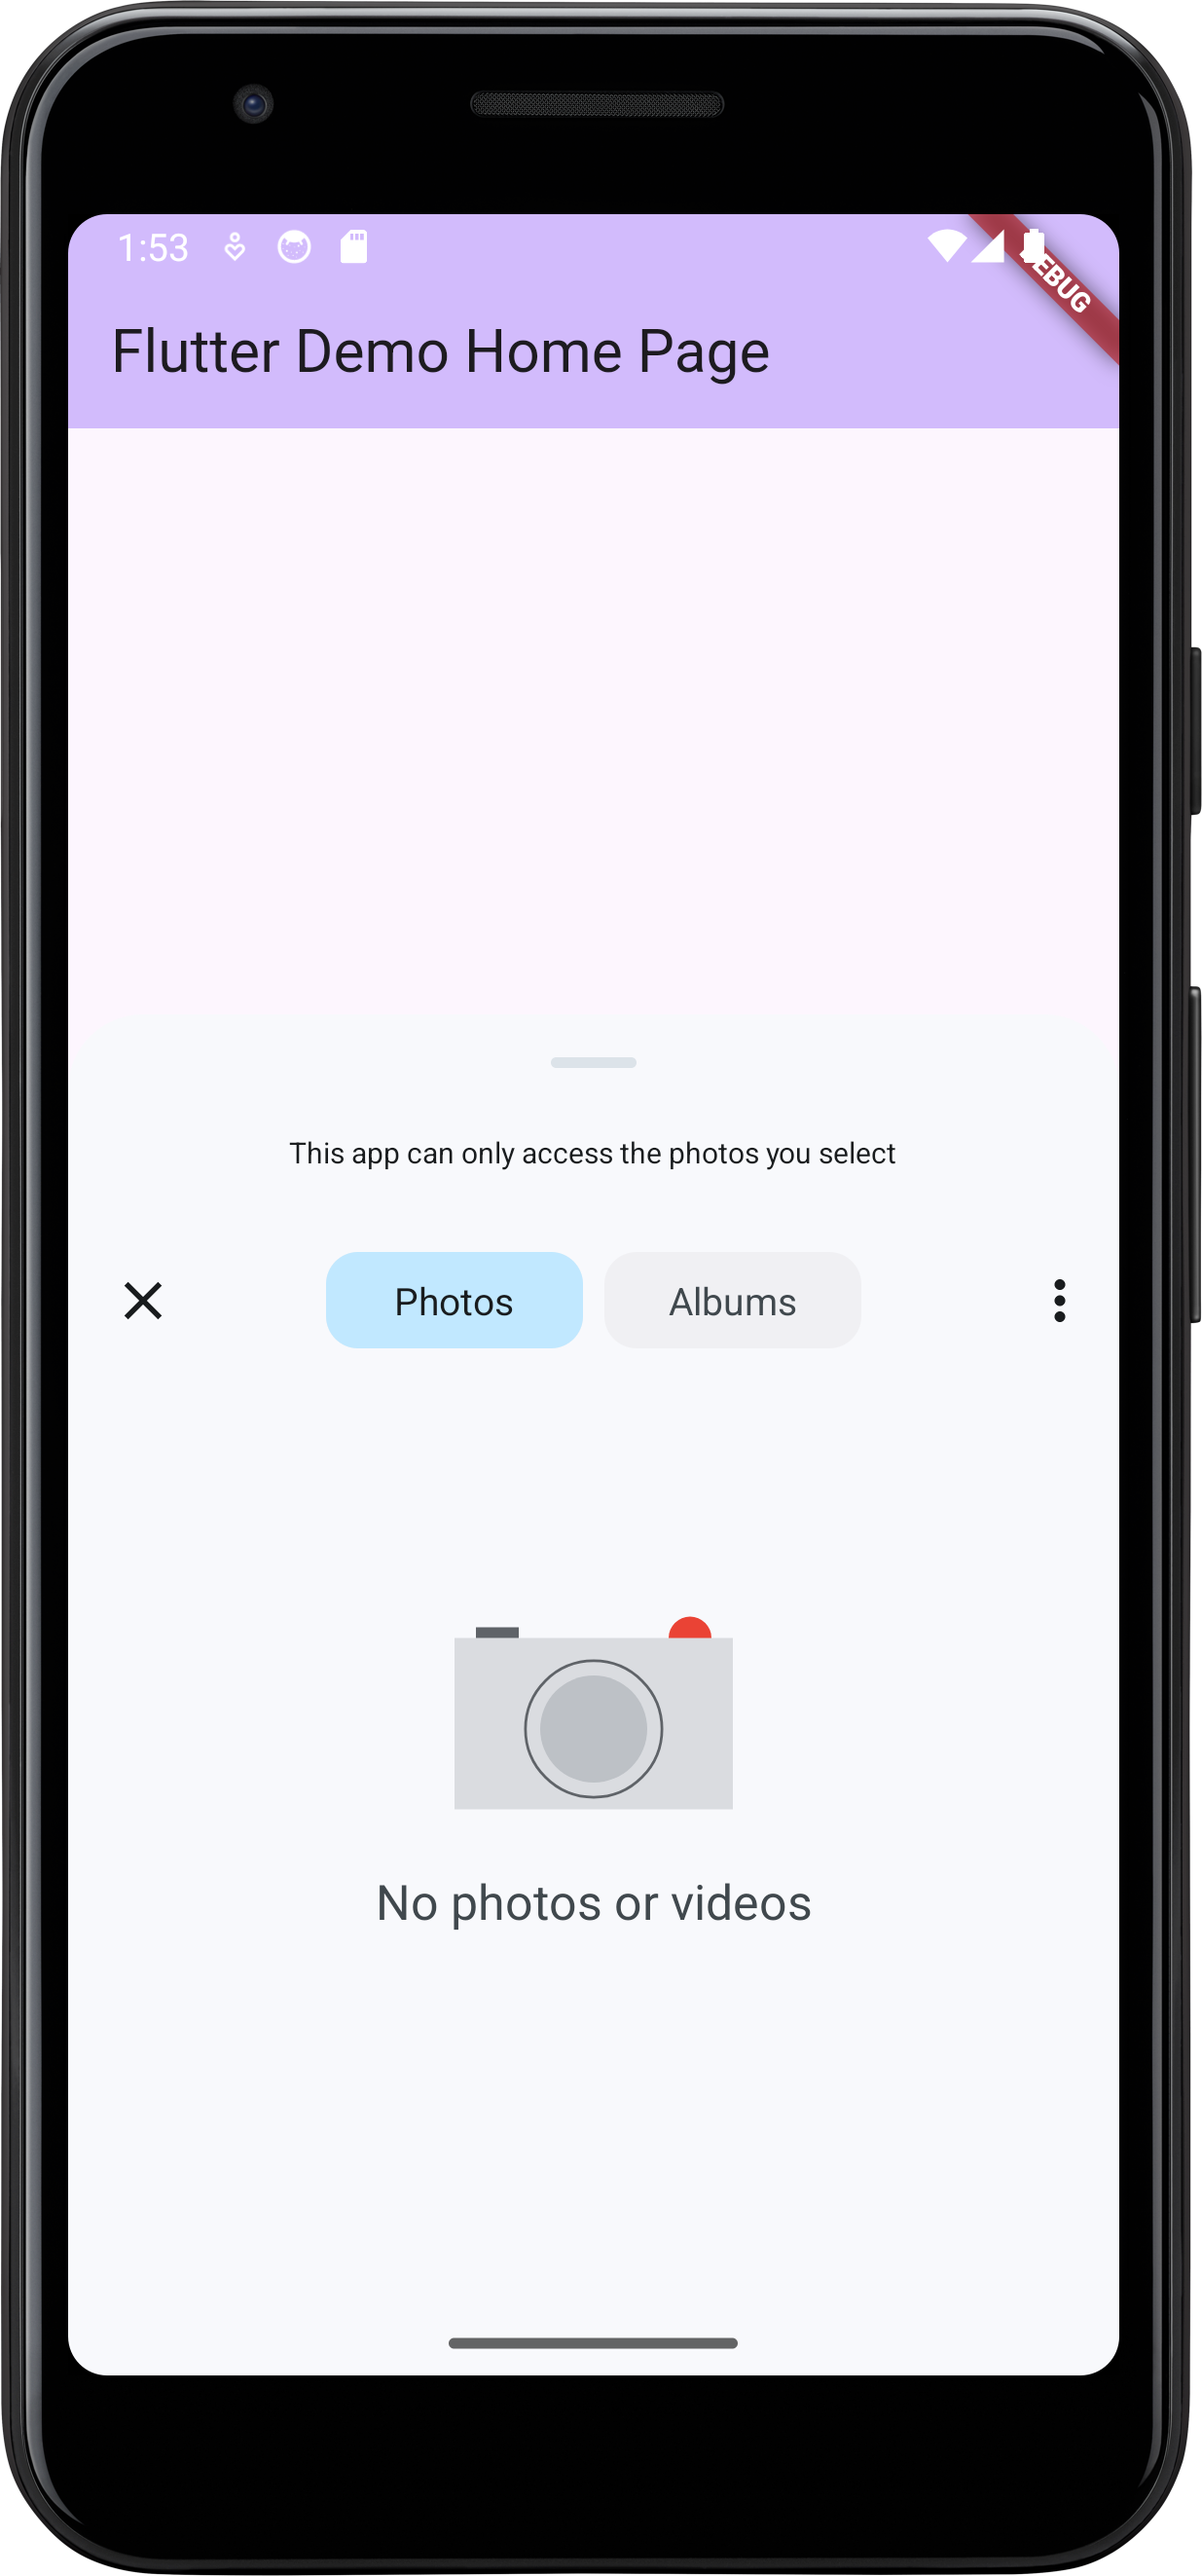 1:53
DEBUG
Flutter Demo Home Page
This app can only access the photos you select
Photos
Albums
No photos or videos